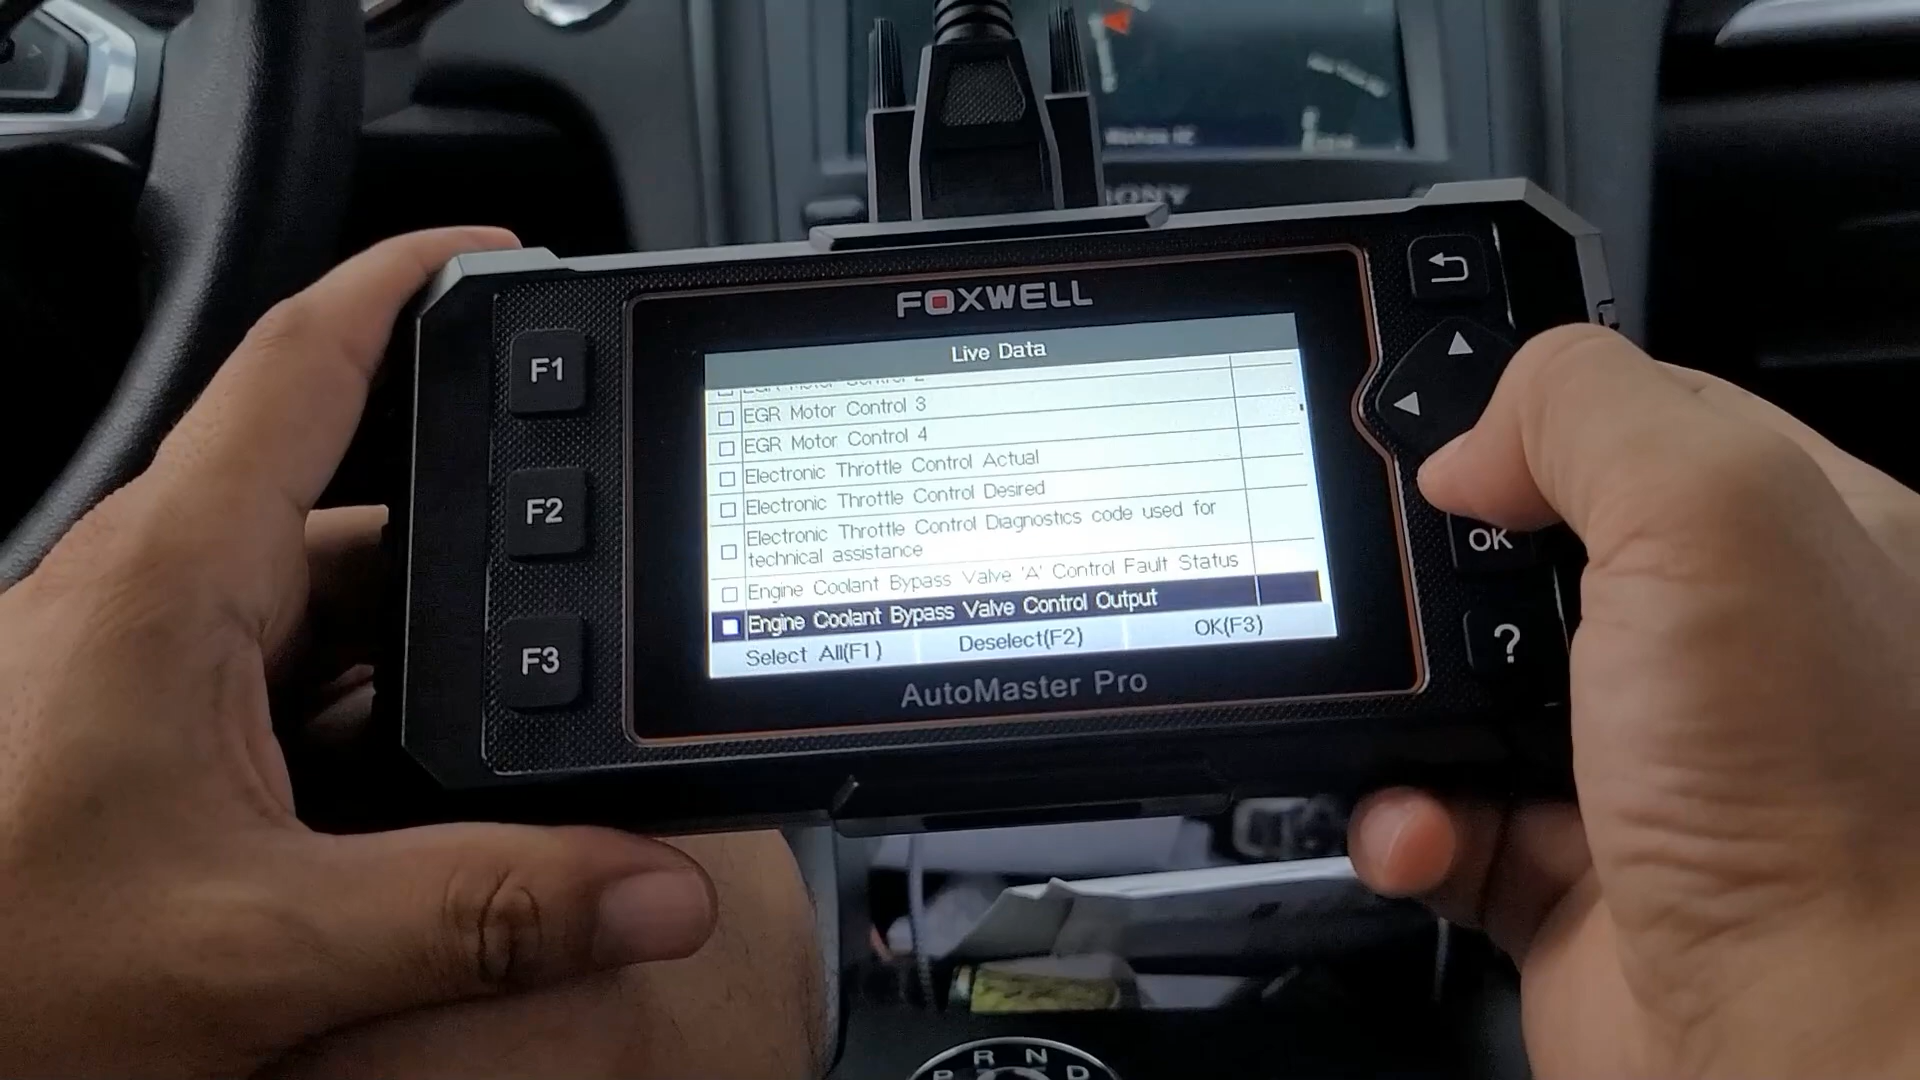 FOXWELL
Live Data
EGR Motor Control 3
EGR Motor Control 4
Electronic Throttle Control Actual
Electronic Throttle Control Desired
Electronic Throttle Control Diagnostics code used for
technical assistance
Engine Coolant Bypass Valve 'A' Control Fault Status
Engine Coolant Bypass Valve Control Output
Select All(F1) Deselect(F2) OK(F3)
AutoMaster Pro
F1
F2
F3
OK
?
SONY
R N
P D